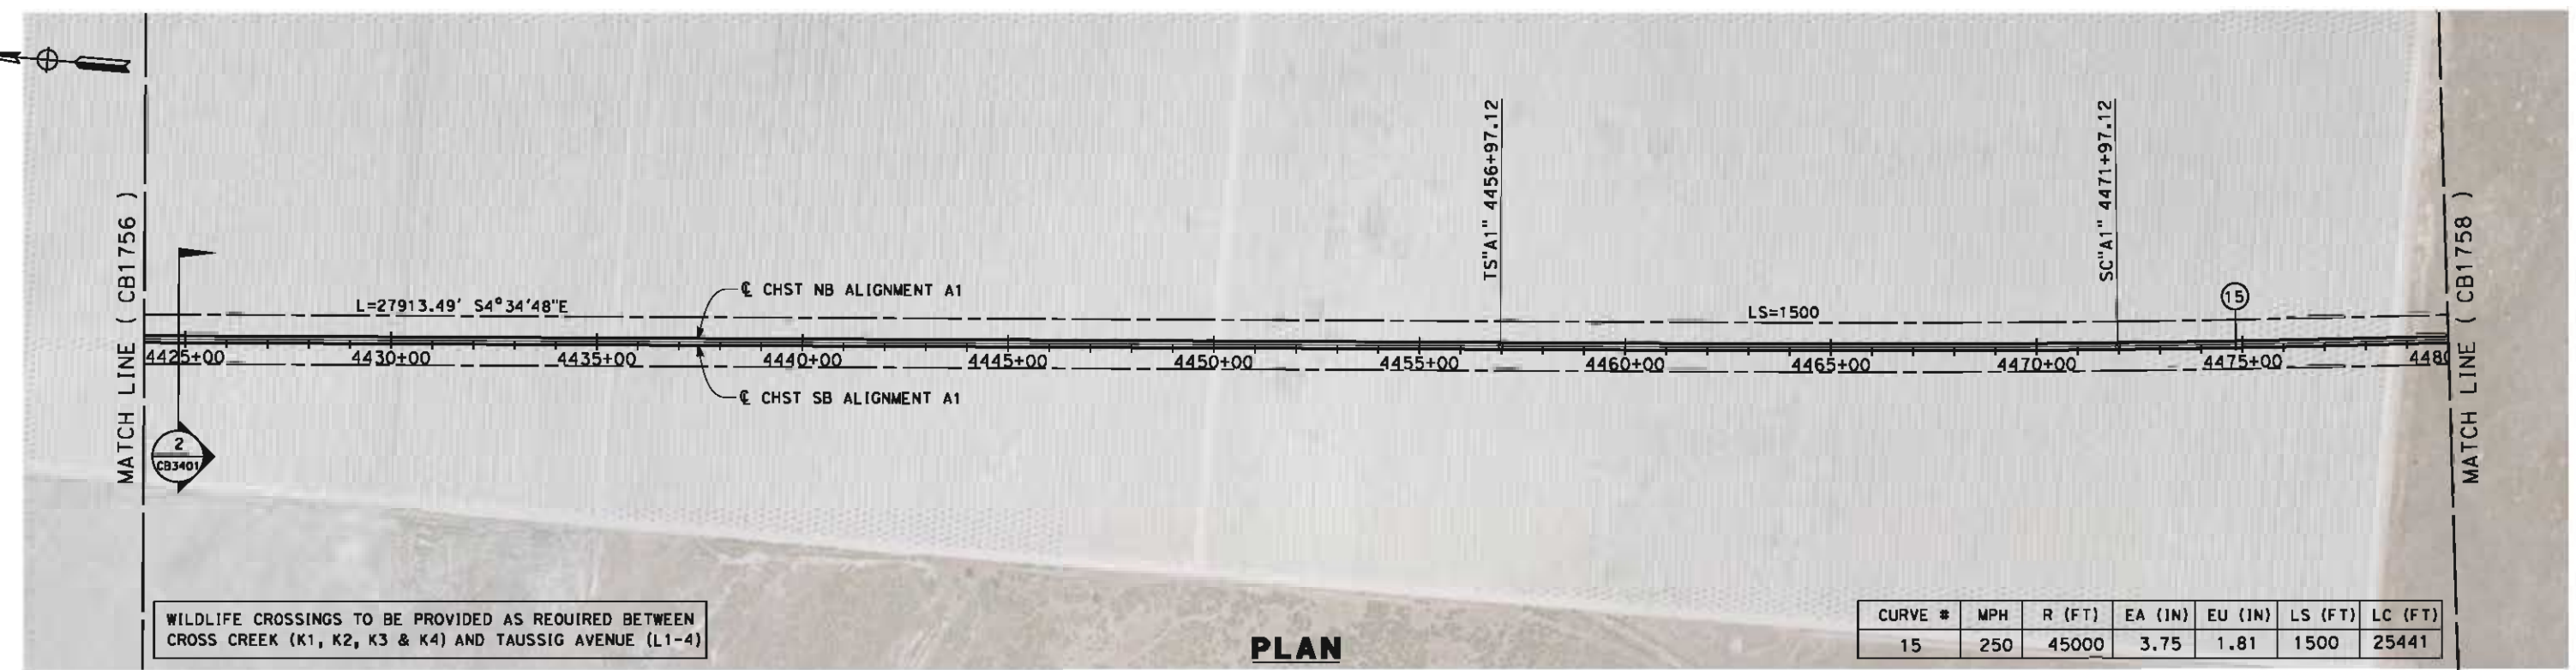 MATCH LINE ( CB1756 )
2
CB3401
L=27913.49' S4°34'48"E
℄ CHST NB ALIGNMENT A1
℄ CHST SB ALIGNMENT A1
TS"A1" 4456+97.12
LS=1500
SC"A1" 4471+97.12
15
4425+00 4430+00 4435+00 4440+00 4445+00 4450+00 4455+00 4460+00 4465+00 4470+00 4475+00 4480
MATCH LINE ( CB1758 )
WILDLIFE CROSSINGS TO BE PROVIDED AS REQUIRED BETWEEN
CROSS CREEK (K1, K2, K3 & K4) AND TAUSSIG AVENUE (L1-4)
PLAN
CURVE # MPH R (FT) EA (IN) EU (IN) LS (FT) LC (FT)
15 250 45000 3.75 1.81 1500 25441